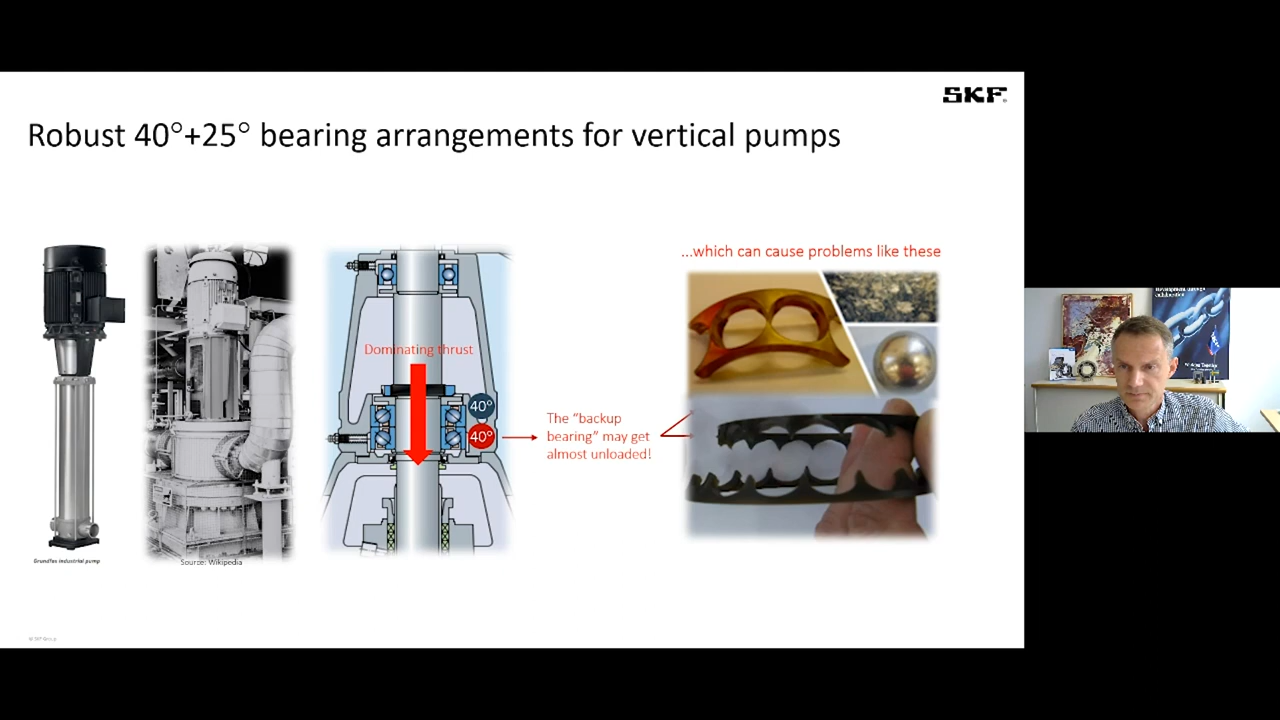 SKF
Robust 40°+25° bearing arrangements for vertical pumps
...which can cause problems like these
Dominating thrust
40°
40°
The “backup
bearing” may get
almost unloaded!
Grundfos industrial pump
Source: Wikipedia
collaboration